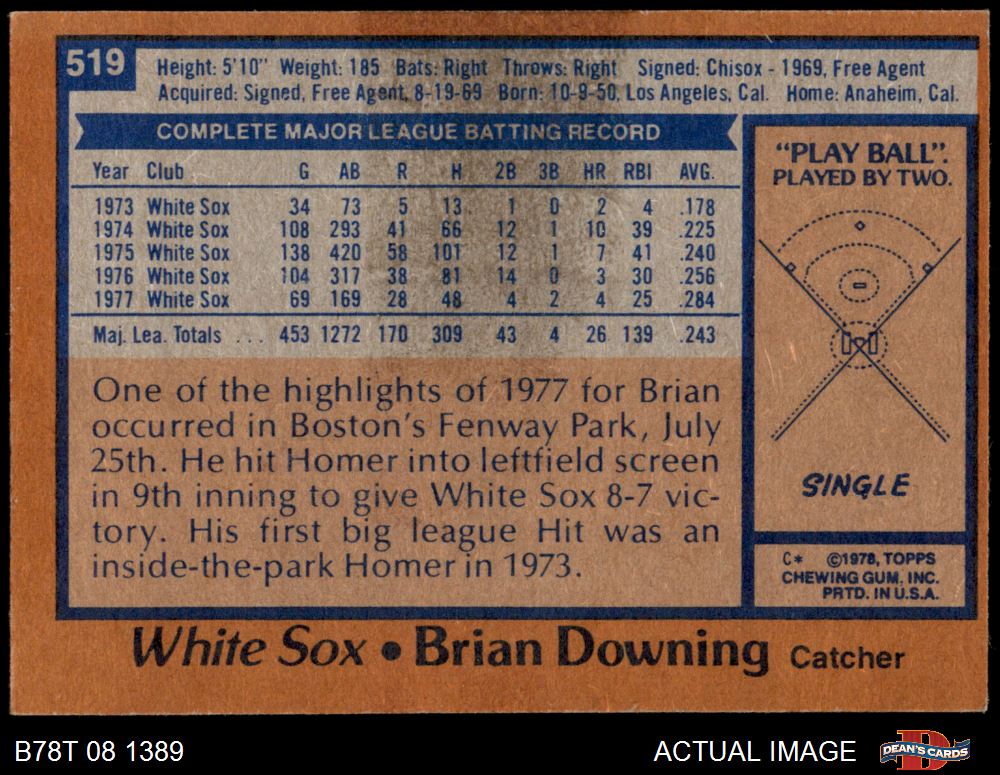 519
Height: 5'10" Weight: 185 Bats: Right Throws: Right Signed: Chisox - 1969, Free Agent
Acquired: Signed, Free Agent, 8-19-69 Born: 10-9-50, Los Angeles, Cal. Home: Anaheim, Cal.
COMPLETE MAJOR LEAGUE BATTING RECORD
Year Club G AB R H 2B 3B HR RBI AVG.
1973 White Sox 34 73 5 13 1 0 2 4 .178
1974 White Sox 108 293 41 66 12 1 10 39 .225
1975 White Sox 138 420 58 101 12 1 7 41 .240
1976 White Sox 104 317 38 81 14 0 3 30 .256
1977 White Sox 69 169 28 48 4 2 4 25 .284
Maj. Lea. Totals ... 453 1272 170 309 43 4 26 139 .243
One of the highlights of 1977 for Brian
occurred in Boston's Fenway Park, July
25th. He hit Homer into leftfield screen
in 9th inning to give White Sox 8-7 vic-
tory. His first big league Hit was an
inside-the-park Homer in 1973.
"PLAY BALL".
PLAYED BY TWO.
SINGLE
C* ©1978, TOPPS
CHEWING GUM, INC.
PRTD. IN U.S.A.
White Sox • Brian Downing Catcher
B78T 08 1389
ACTUAL IMAGE
DEAN'S CARDS